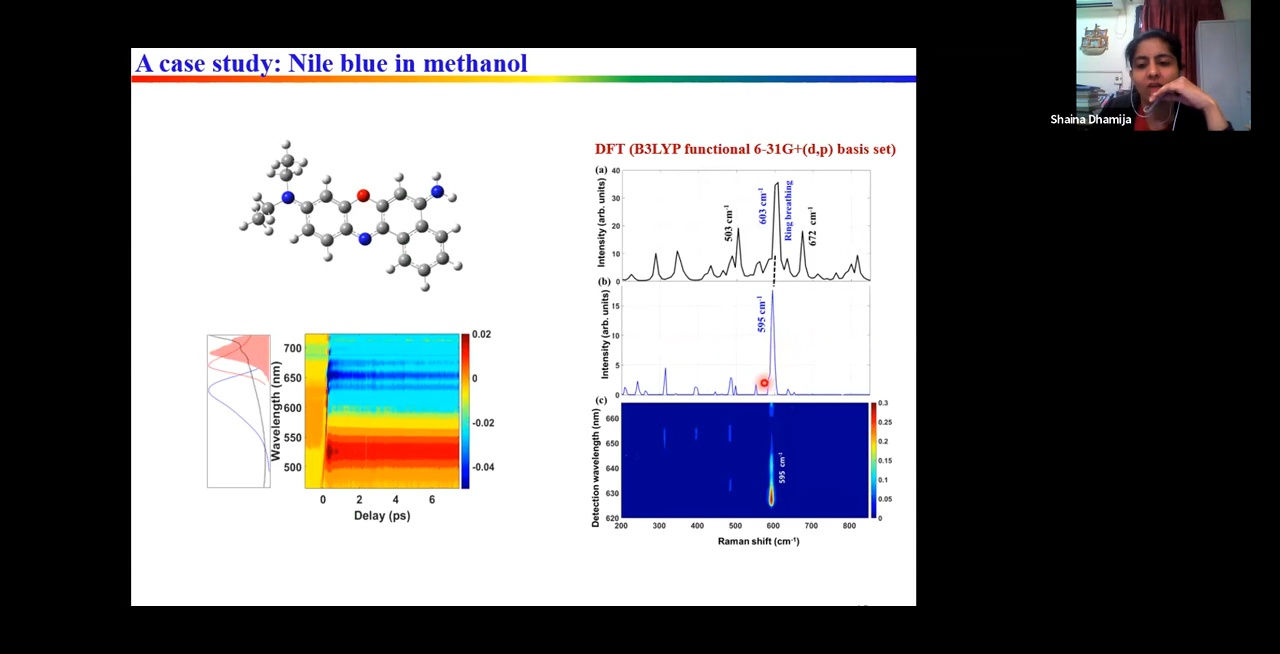 A case study: Nile blue in methanol
Shaina Dhamija
DFT (B3LYP functional 6-31G+(d,p) basis set)
(a)
40
30
20
10
0
Intensity (arb. units)
503 cm⁻¹
603 cm⁻¹
Ring breathing
672 cm⁻¹
(b)
15
10
5
0
Intensity (arb. units)
595 cm⁻¹
(c)
Detection wavelength (nm)
660
650
640
630
620
595 cm⁻¹
0.3
0.25
0.2
0.15
0.1
0.05
0
200 300 400 500 600 700 800
Raman shift (cm⁻¹)
Wavelength (nm)
700
650
600
550
500
0.02
0
-0.02
-0.04
0 2 4 6
Delay (ps)